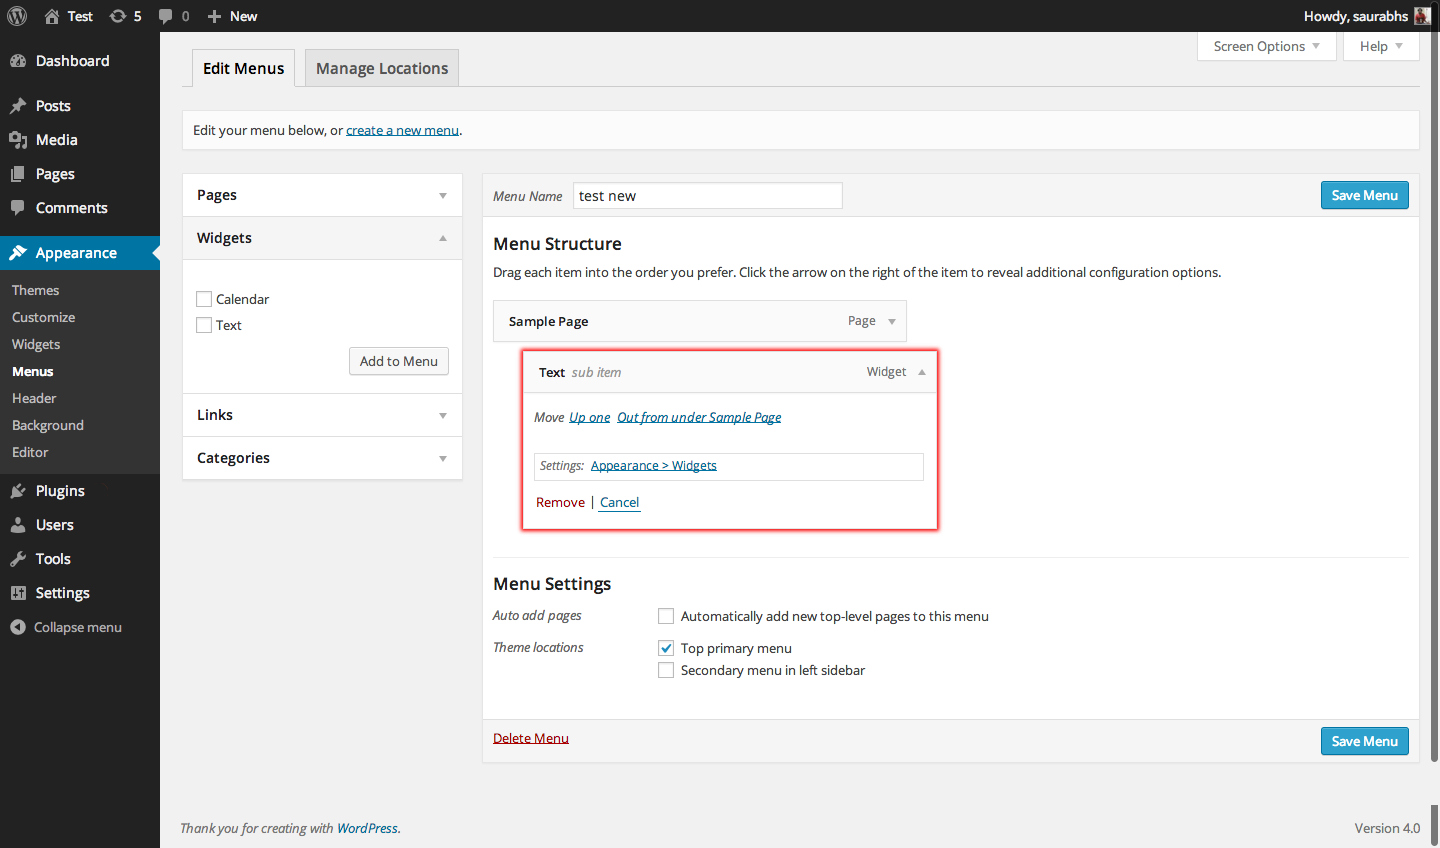 Test 5 0 New
Howdy, saurabhs
Dashboard
Posts
Media
Pages
Comments
Appearance
Themes
Customize
Widgets
Menus
Header
Background
Editor
Plugins
Users
Tools
Settings
Collapse menu
Screen Options
Help
Edit Menus
Manage Locations
Edit your menu below, or create a new menu.
Pages
Widgets
Calendar
Text
Add to Menu
Links
Categories
Menu Name test new
Save Menu
Menu Structure
Drag each item into the order you prefer. Click the arrow on the right of the item to reveal additional configuration options.
Sample Page Page
Text sub item Widget
Move Up one Out from under Sample Page
Settings: Appearance > Widgets
Remove | Cancel
Menu Settings
Auto add pages Automatically add new top-level pages to this menu
Theme locations Top primary menu
Secondary menu in left sidebar
Delete Menu
Save Menu
Thank you for creating with WordPress.
Version 4.0